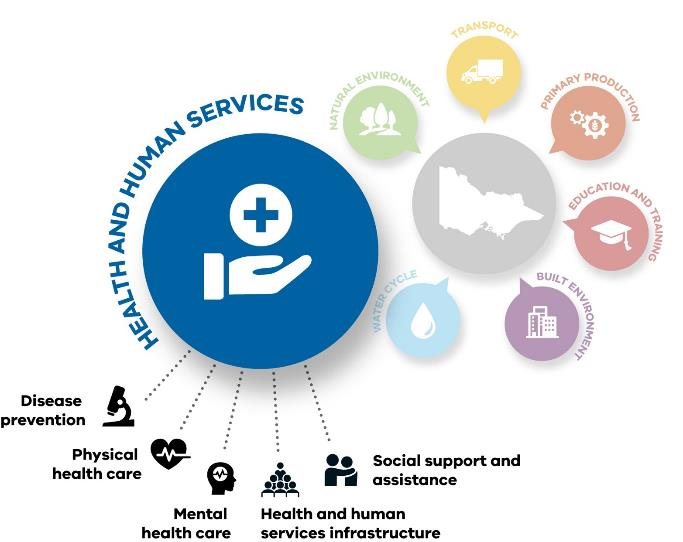 TRANSPORT
NATURAL ENVIRONMENT
PRIMARY PRODUCTION
HEALTH AND HUMAN SERVICES
EDUCATION AND TRAINING
WATER CYCLE
BUILT ENVIRONMENT
Disease
prevention
Physical
health care
Mental
health care
Health and human
services infrastructure
Social support and
assistance